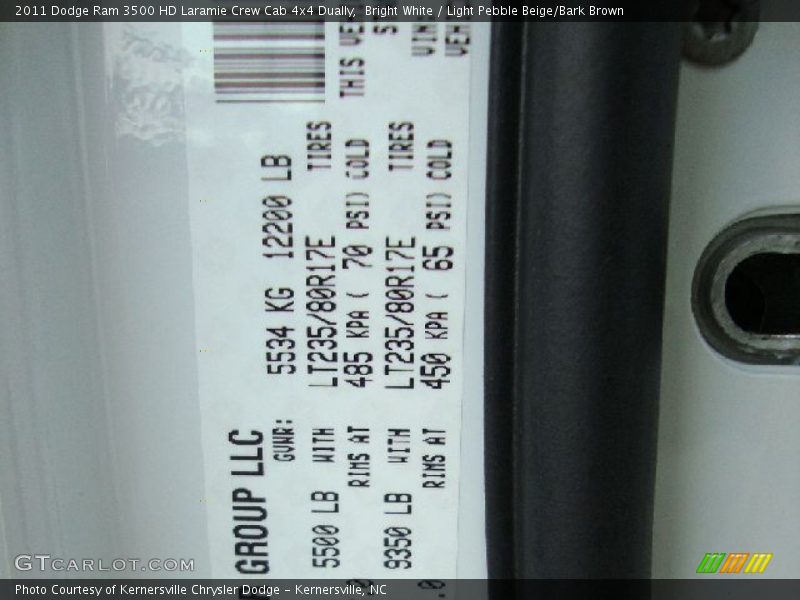 2011 Dodge Ram 3500 HD Laramie Crew Cab 4x4 Dually, Bright White / Light Pebble Beige/Bark Brown
GROUP LLC
GVWR: 5534 KG 12200 LB
5500 LB WITH LT235/80R17E TIRES
RIMS AT 485 KPA ( 70 PSI) COLD THIS
9350 LB WITH LT235/80R17E TIRES
RIMS AT 450 KPA ( 65 PSI) COLD
GTCARLOT.COM
Photo Courtesy of Kernersville Chrysler Dodge – Kernersville, NC